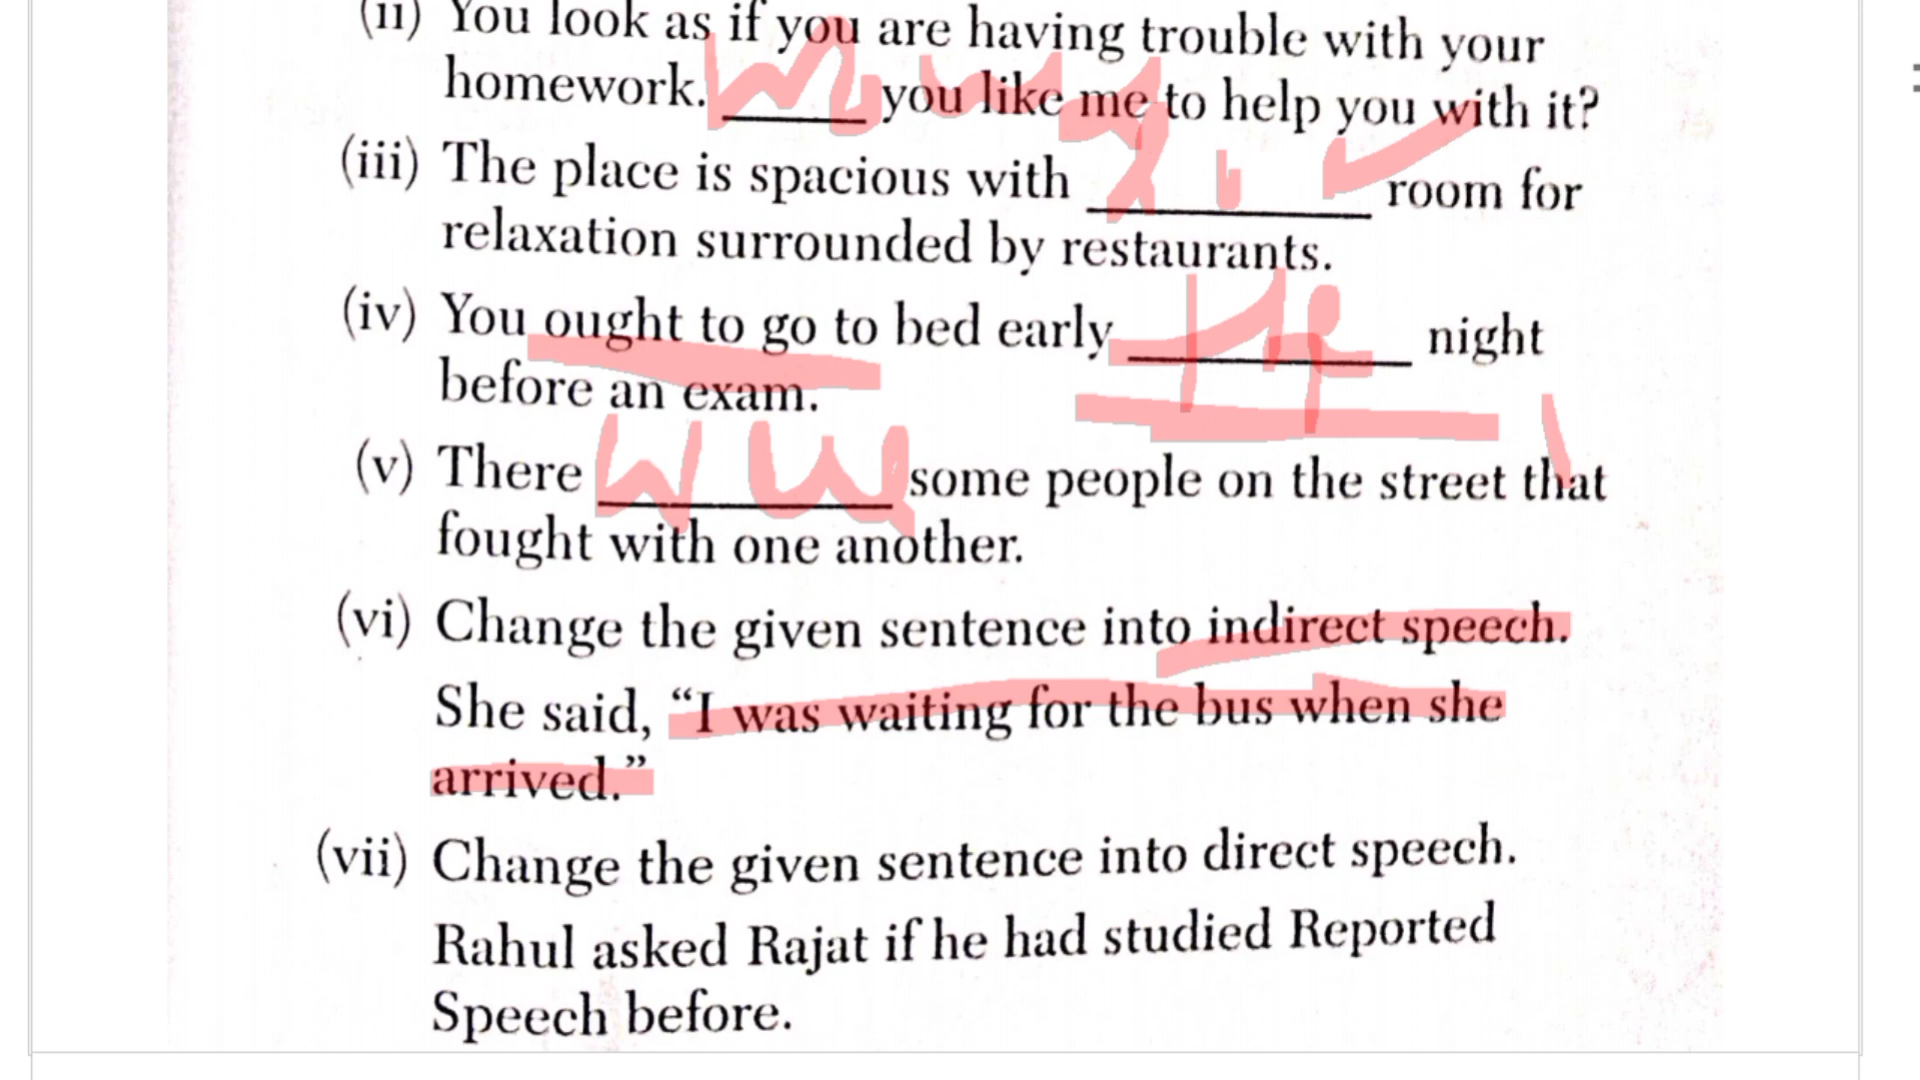 (ii) You look as if you are having trouble with your
homework. ____ you like me to help you with it?
(iii) The place is spacious with ________ room for
relaxation surrounded by restaurants.
(iv) You ought to go to bed early ________ night
before an exam.
(v) There ________ some people on the street that
fought with one another.
(vi) Change the given sentence into indirect speech.
She said, “I was waiting for the bus when she
arrived.”
(vii) Change the given sentence into direct speech.
Rahul asked Rajat if he had studied Reported
Speech before.